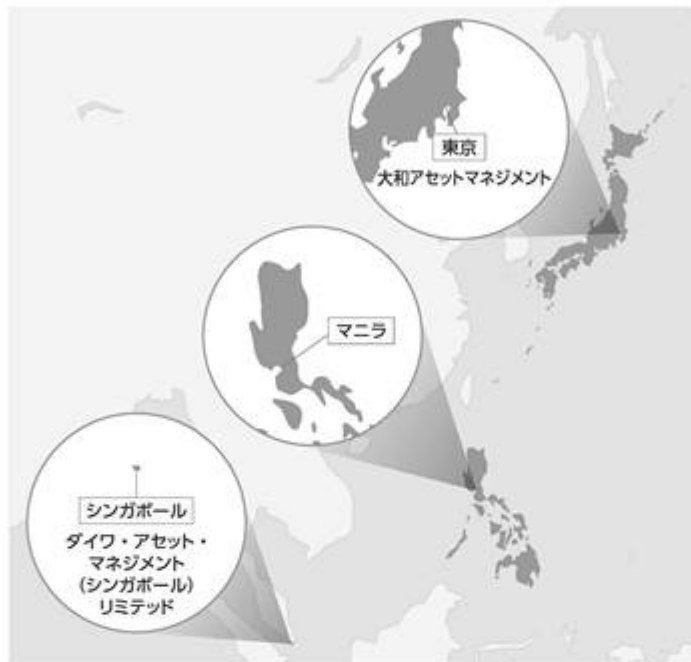 東京
大和アセットマネジメント
マニラ
シンガポール
ダイワ・アセット・
マネジメント
(シンガポール)
リミテッド